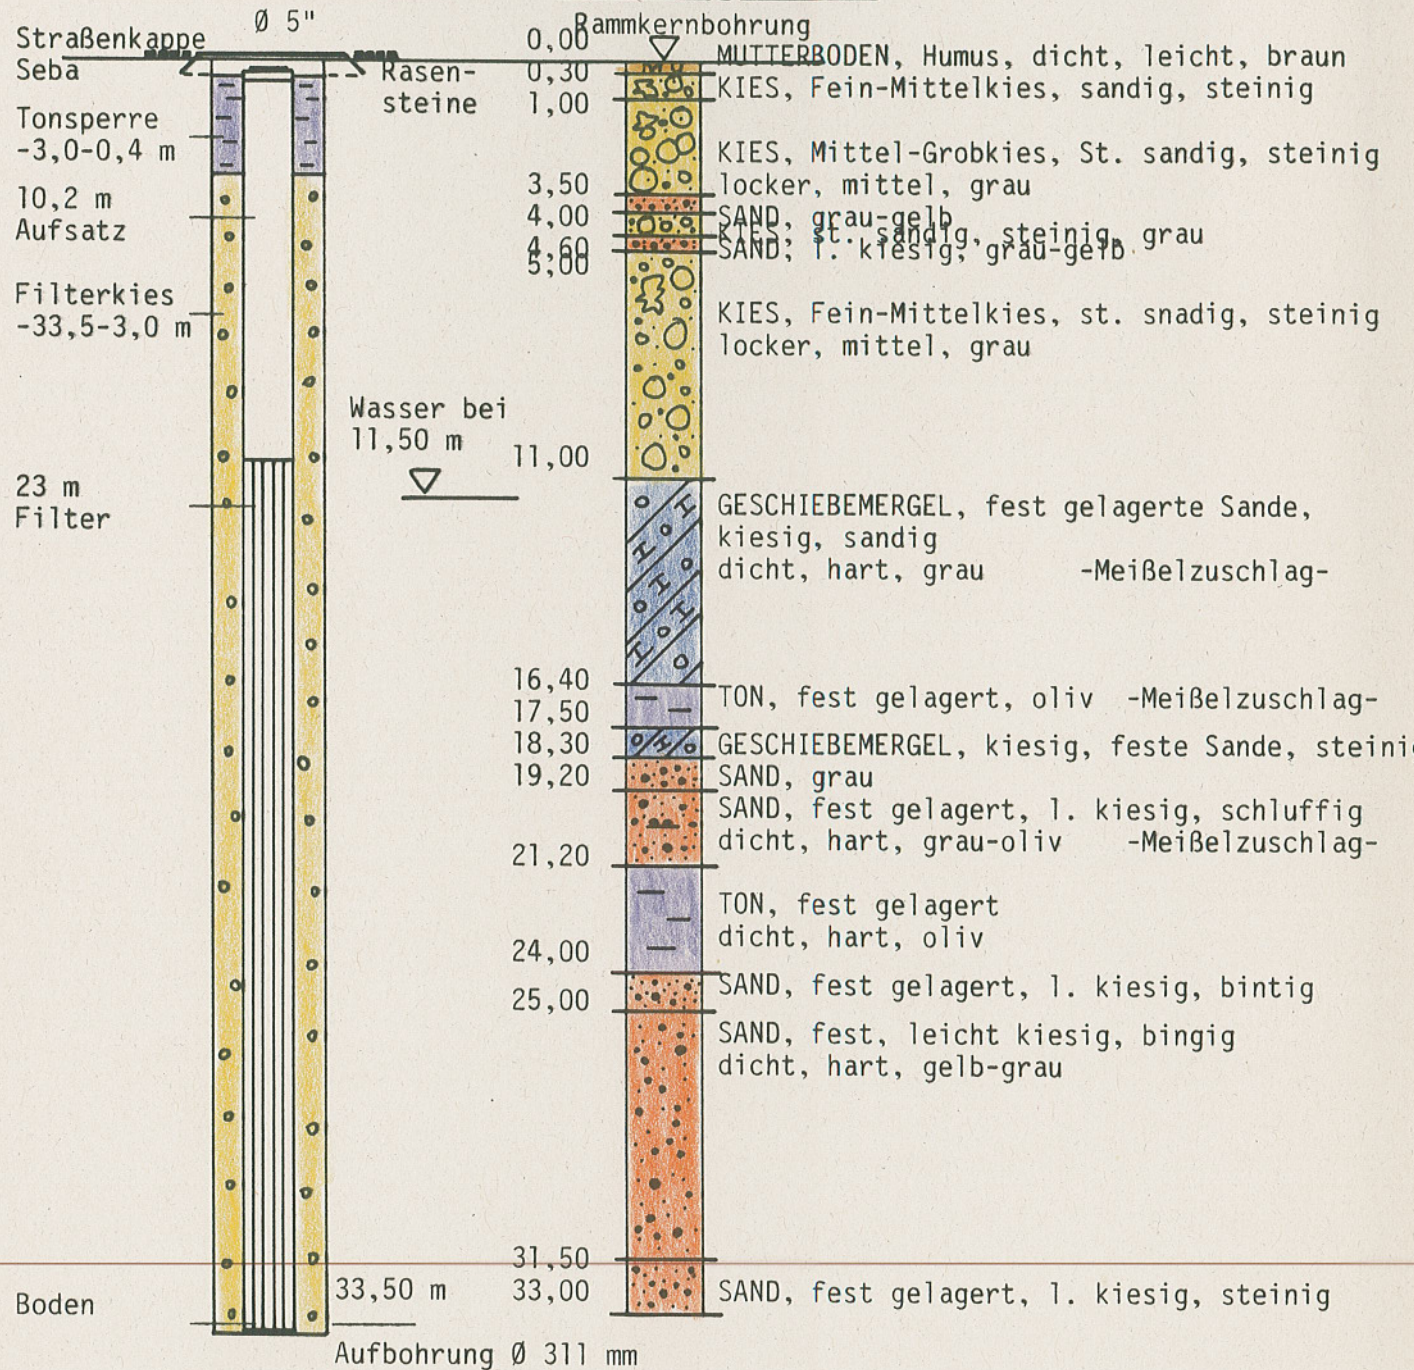 Ø 5"
Straßenkappe
Seba
Rasen-
steine
Tonsperre
-3,0-0,4 m
10,2 m
Aufsatz
Filterkies
-33,5-3,0 m
Wasser bei
11,50 m
23 m
Filter
Boden
33,50 m
Aufbohrung Ø 311 mm
Rammkernbohrung
0,00
MUTTERBODEN, Humus, dicht, leicht, braun
0,30
KIES, Fein-Mittelkies, sandig, steinig
1,00
KIES, Mittel-Grobkies, St. sandig, steinig
locker, mittel, grau
3,50
SAND, grau-gelb
4,00
KIES, st. sandig, steinig, grau
4,60
SAND, l. kiesig, grau-gelb
5,00
KIES, Fein-Mittelkies, st. snadig, steinig
locker, mittel, grau
11,00
GESCHIEBEMERGEL, fest gelagerte Sande,
kiesig, sandig
dicht, hart, grau -Meißelzuschlag-
16,40
TON, fest gelagert, oliv -Meißelzuschlag-
17,50
GESCHIEBEMERGEL, kiesig, feste Sande, steini
18,30
SAND, grau
19,20
SAND, fest gelagert, l. kiesig, schluffig
dicht, hart, grau-oliv -Meißelzuschlag-
21,20
TON, fest gelagert
dicht, hart, oliv
24,00
SAND, fest gelagert, l. kiesig, bintig
25,00
SAND, fest, leicht kiesig, bingig
dicht, hart, gelb-grau
31,50
33,00
SAND, fest gelagert, l. kiesig, steinig